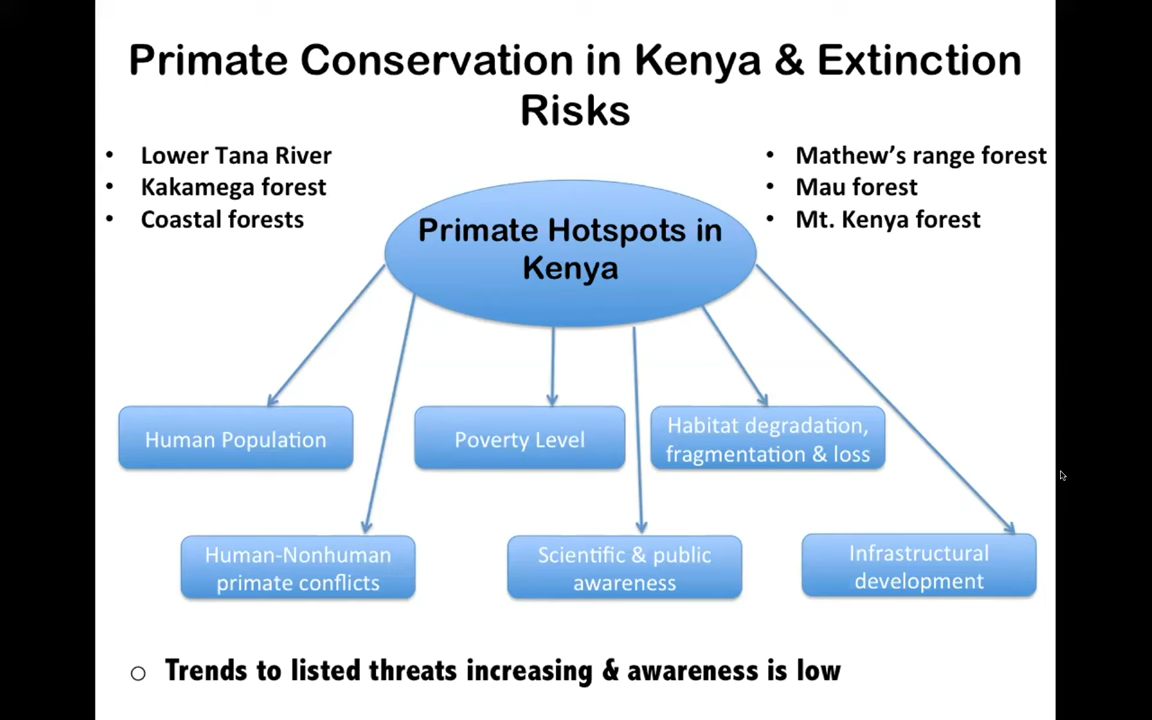 Primate Conservation in Kenya & Extinction
Risks
• Lower Tana River
• Kakamega forest
• Coastal forests
• Mathew’s range forest
• Mau forest
• Mt. Kenya forest
Primate Hotspots in
Kenya
Human Population
Poverty Level
Habitat degradation,
fragmentation & loss
Human-Nonhuman
primate conflicts
Scientific & public
awareness
Infrastructural
development
o Trends to listed threats increasing & awareness is low